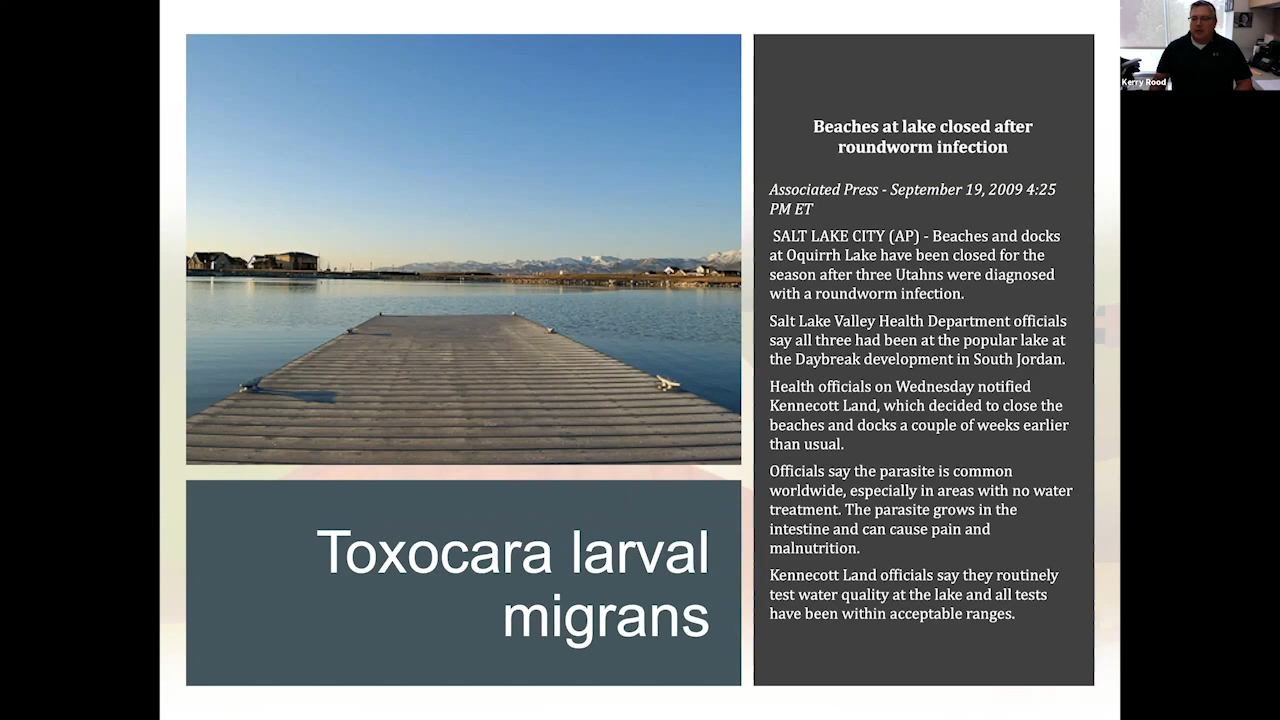 Beaches at lake closed after
roundworm infection
Associated Press - September 19, 2009 4:25
PM ET
SALT LAKE CITY (AP) - Beaches and docks
at Oquirrh Lake have been closed for the
season after three Utahns were diagnosed
with a roundworm infection.
Salt Lake Valley Health Department officials
say all three had been at the popular lake at
the Daybreak development in South Jordan.
Health officials on Wednesday notified
Kennecott Land, which decided to close the
beaches and docks a couple of weeks earlier
than usual.
Officials say the parasite is common
worldwide, especially in areas with no water
treatment. The parasite grows in the
intestine and can cause pain and
malnutrition.
Kennecott Land officials say they routinely
test water quality at the lake and all tests
have been within acceptable ranges.
Toxocara larval
migrans
Kerry Rood